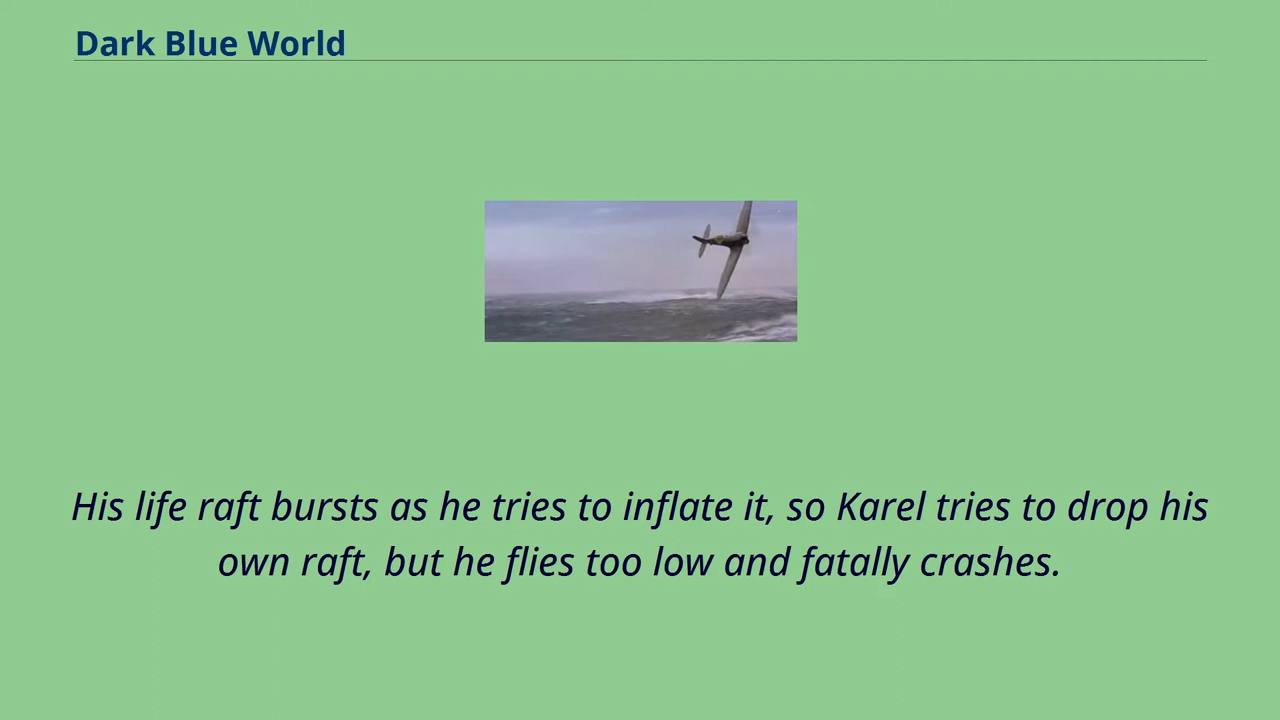 Dark Blue World
His life raft bursts as he tries to inflate it, so Karel tries to drop his
own raft, but he flies too low and fatally crashes.